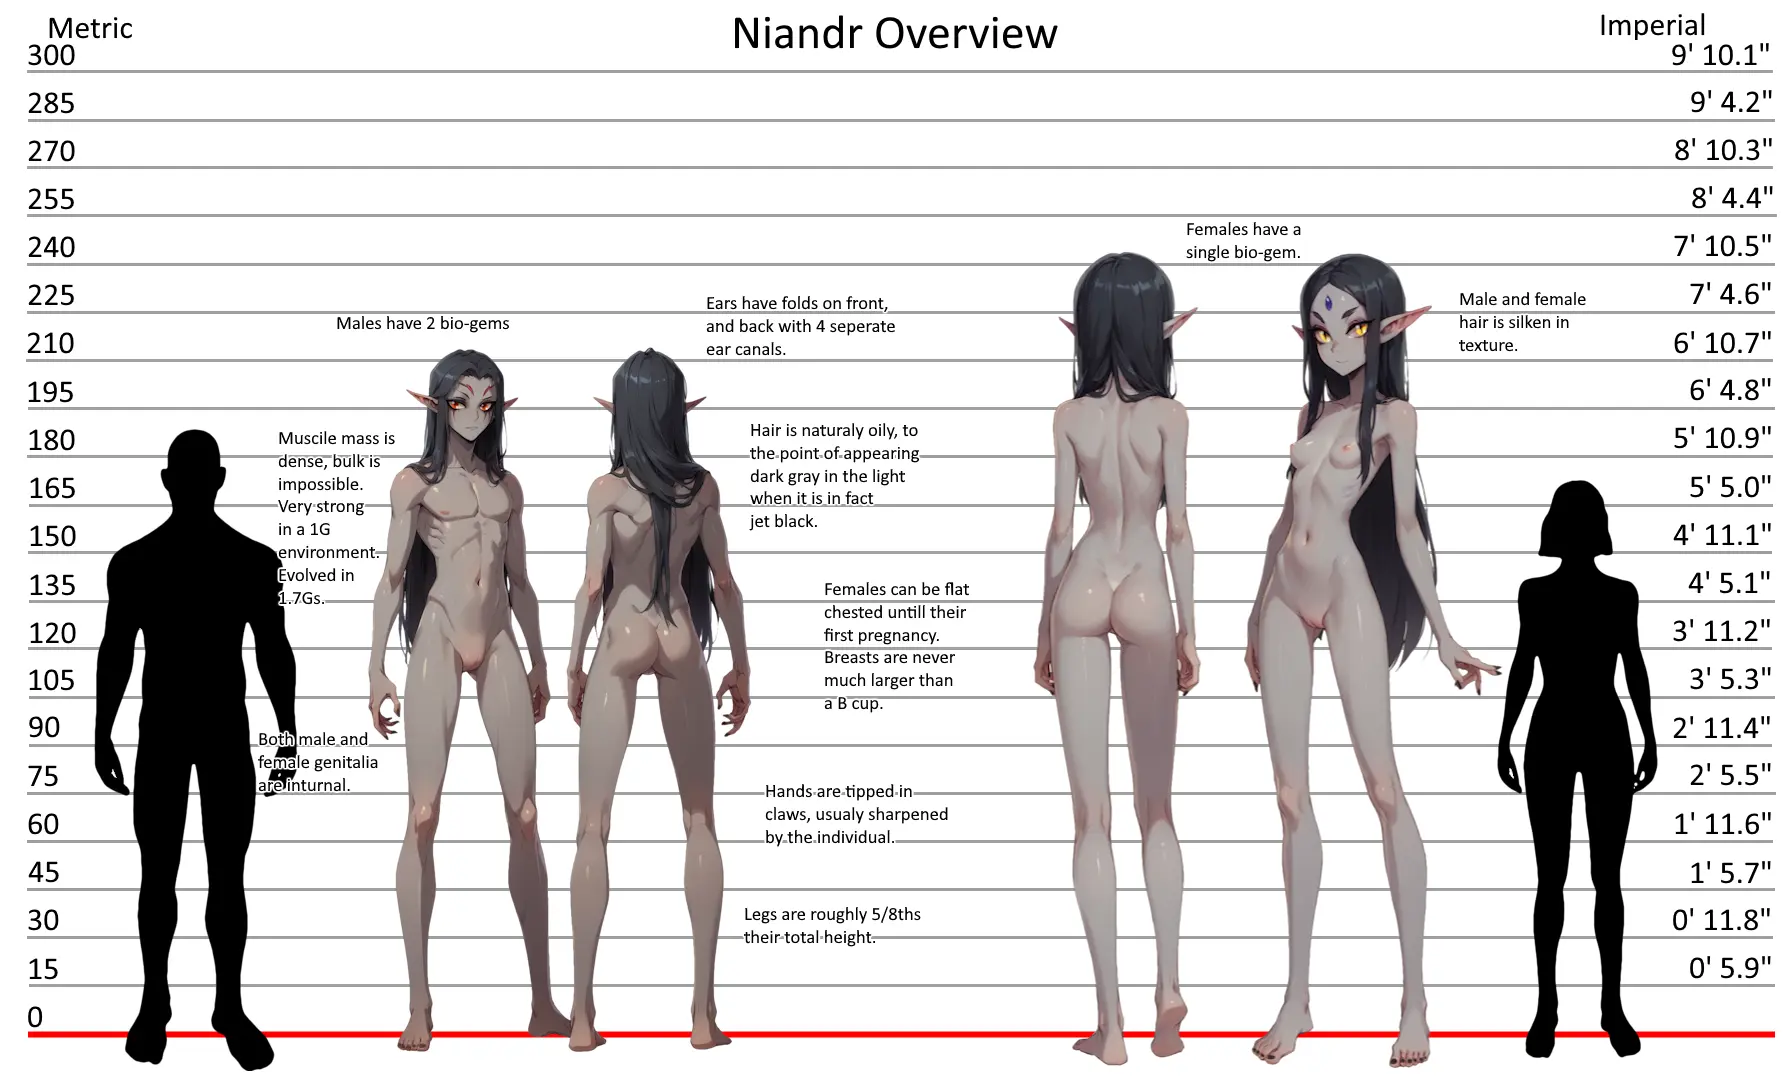 Niandr Overview
Metric
Imperial
300
9' 10.1"
285
9' 4.2"
270
8' 10.3"
255
8' 4.4"
240
7' 10.5"
225
7' 4.6"
210
6' 10.7"
195
6' 4.8"
180
5' 10.9"
165
5' 5.0"
150
4' 11.1"
135
4' 5.1"
120
3' 11.2"
105
3' 5.3"
90
2' 11.4"
75
2' 5.5"
60
1' 11.6"
45
1' 5.7"
30
0' 11.8"
15
0' 5.9"
0
Males have 2 bio-gems
Muscile mass is
dense, bulk is
impossible.
Very strong
in a 1G
environment.
Evolved in
1.7Gs.
Both male and
female genitalia
are inturnal.
Ears have folds on front,
and back with 4 seperate
ear canals.
Hair is naturaly oily, to
the point of appearing
dark gray in the light
when it is in fact
jet black.
Females can be flat
chested untill their
first pregnancy.
Breasts are never
much larger than
a B cup.
Hands are tipped in
claws, usualy sharpened
by the individual.
Legs are roughly 5/8ths
their total height.
Females have a
single bio-gem.
Male and female
hair is silken in
texture.